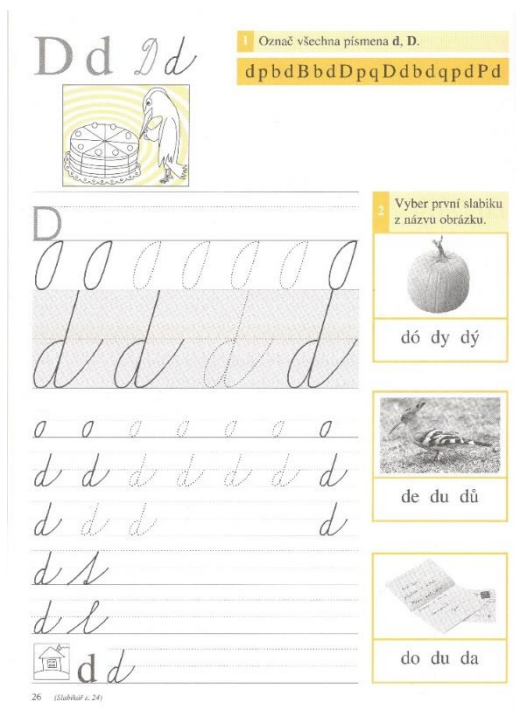 D d D d
1 Označ všechna písmena d, D.
d p b d B b d D p q D d b d q p d P d
D
2 Vyber první slabiku
z názvu obrázku.
O O O O O O O
d d d d
dó dy dý
o o o o o o o
d d d d d d d
de du dů
d d d d
d s
d l
do du da
d d
26 (Slabikář s. 24)